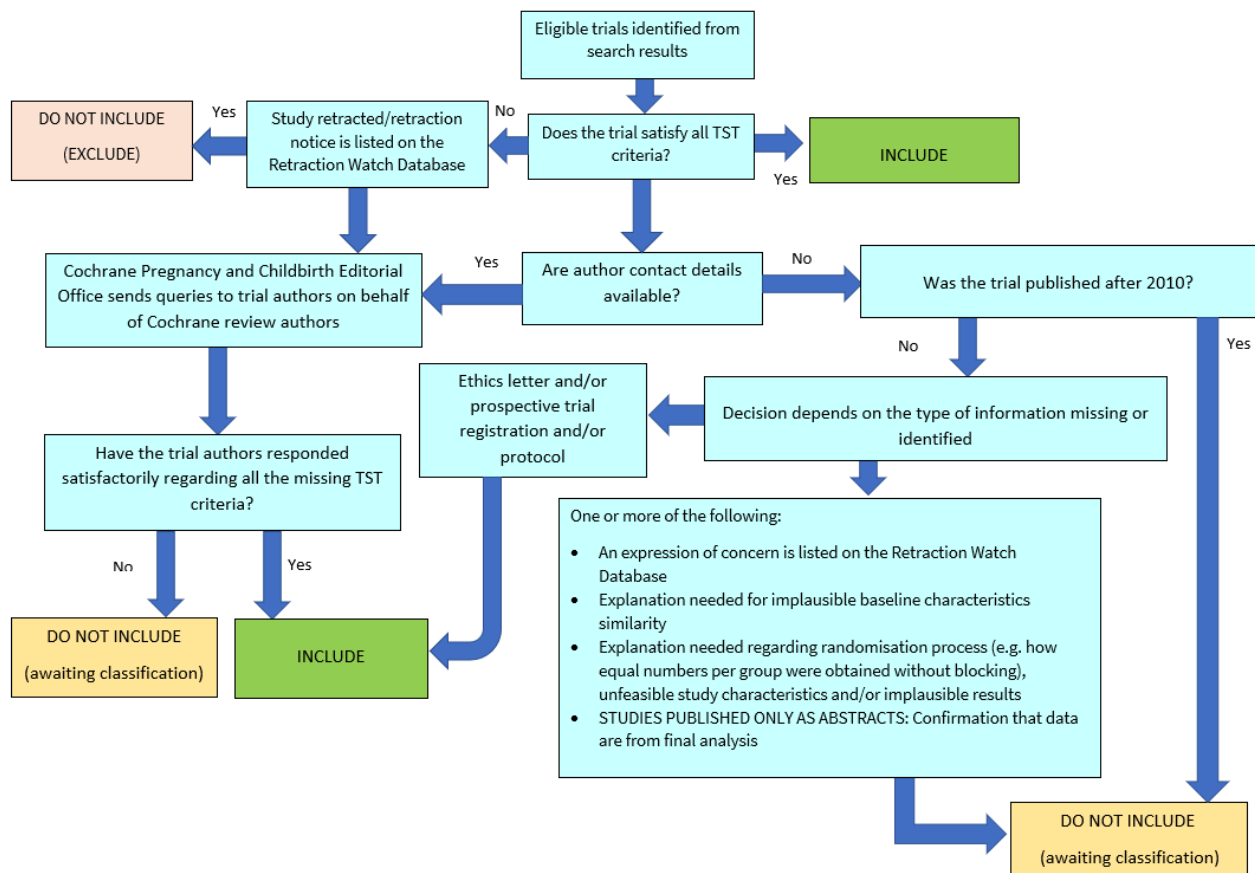 Eligible trials identified from
search results
DO NOT INCLUDE
(EXCLUDE)
Yes
Study retracted/retraction
notice is listed on the
Retraction Watch Database
No
Does the trial satisfy all TST
criteria?
Yes
INCLUDE
Cochrane Pregnancy and Childbirth Editorial
Office sends queries to trial authors on behalf
of Cochrane review authors
Yes
Are author contact details
available?
No
Was the trial published after 2010?
No
Yes
Ethics letter and/or
prospective trial
registration and/or
protocol
Decision depends on the type of information missing or
identified
Have the trial authors responded
satisfactorily regarding all the missing TST
criteria?
No
Yes
DO NOT INCLUDE
(awaiting classification)
INCLUDE
One or more of the following:
• An expression of concern is listed on the Retraction Watch
Database
• Explanation needed for implausible baseline characteristics
similarity
• Explanation needed regarding randomisation process (e.g. how
equal numbers per group were obtained without blocking),
unfeasible study characteristics and/or implausible results
• STUDIES PUBLISHED ONLY AS ABSTRACTS: Confirmation that data
are from final analysis
DO NOT INCLUDE
(awaiting classification)